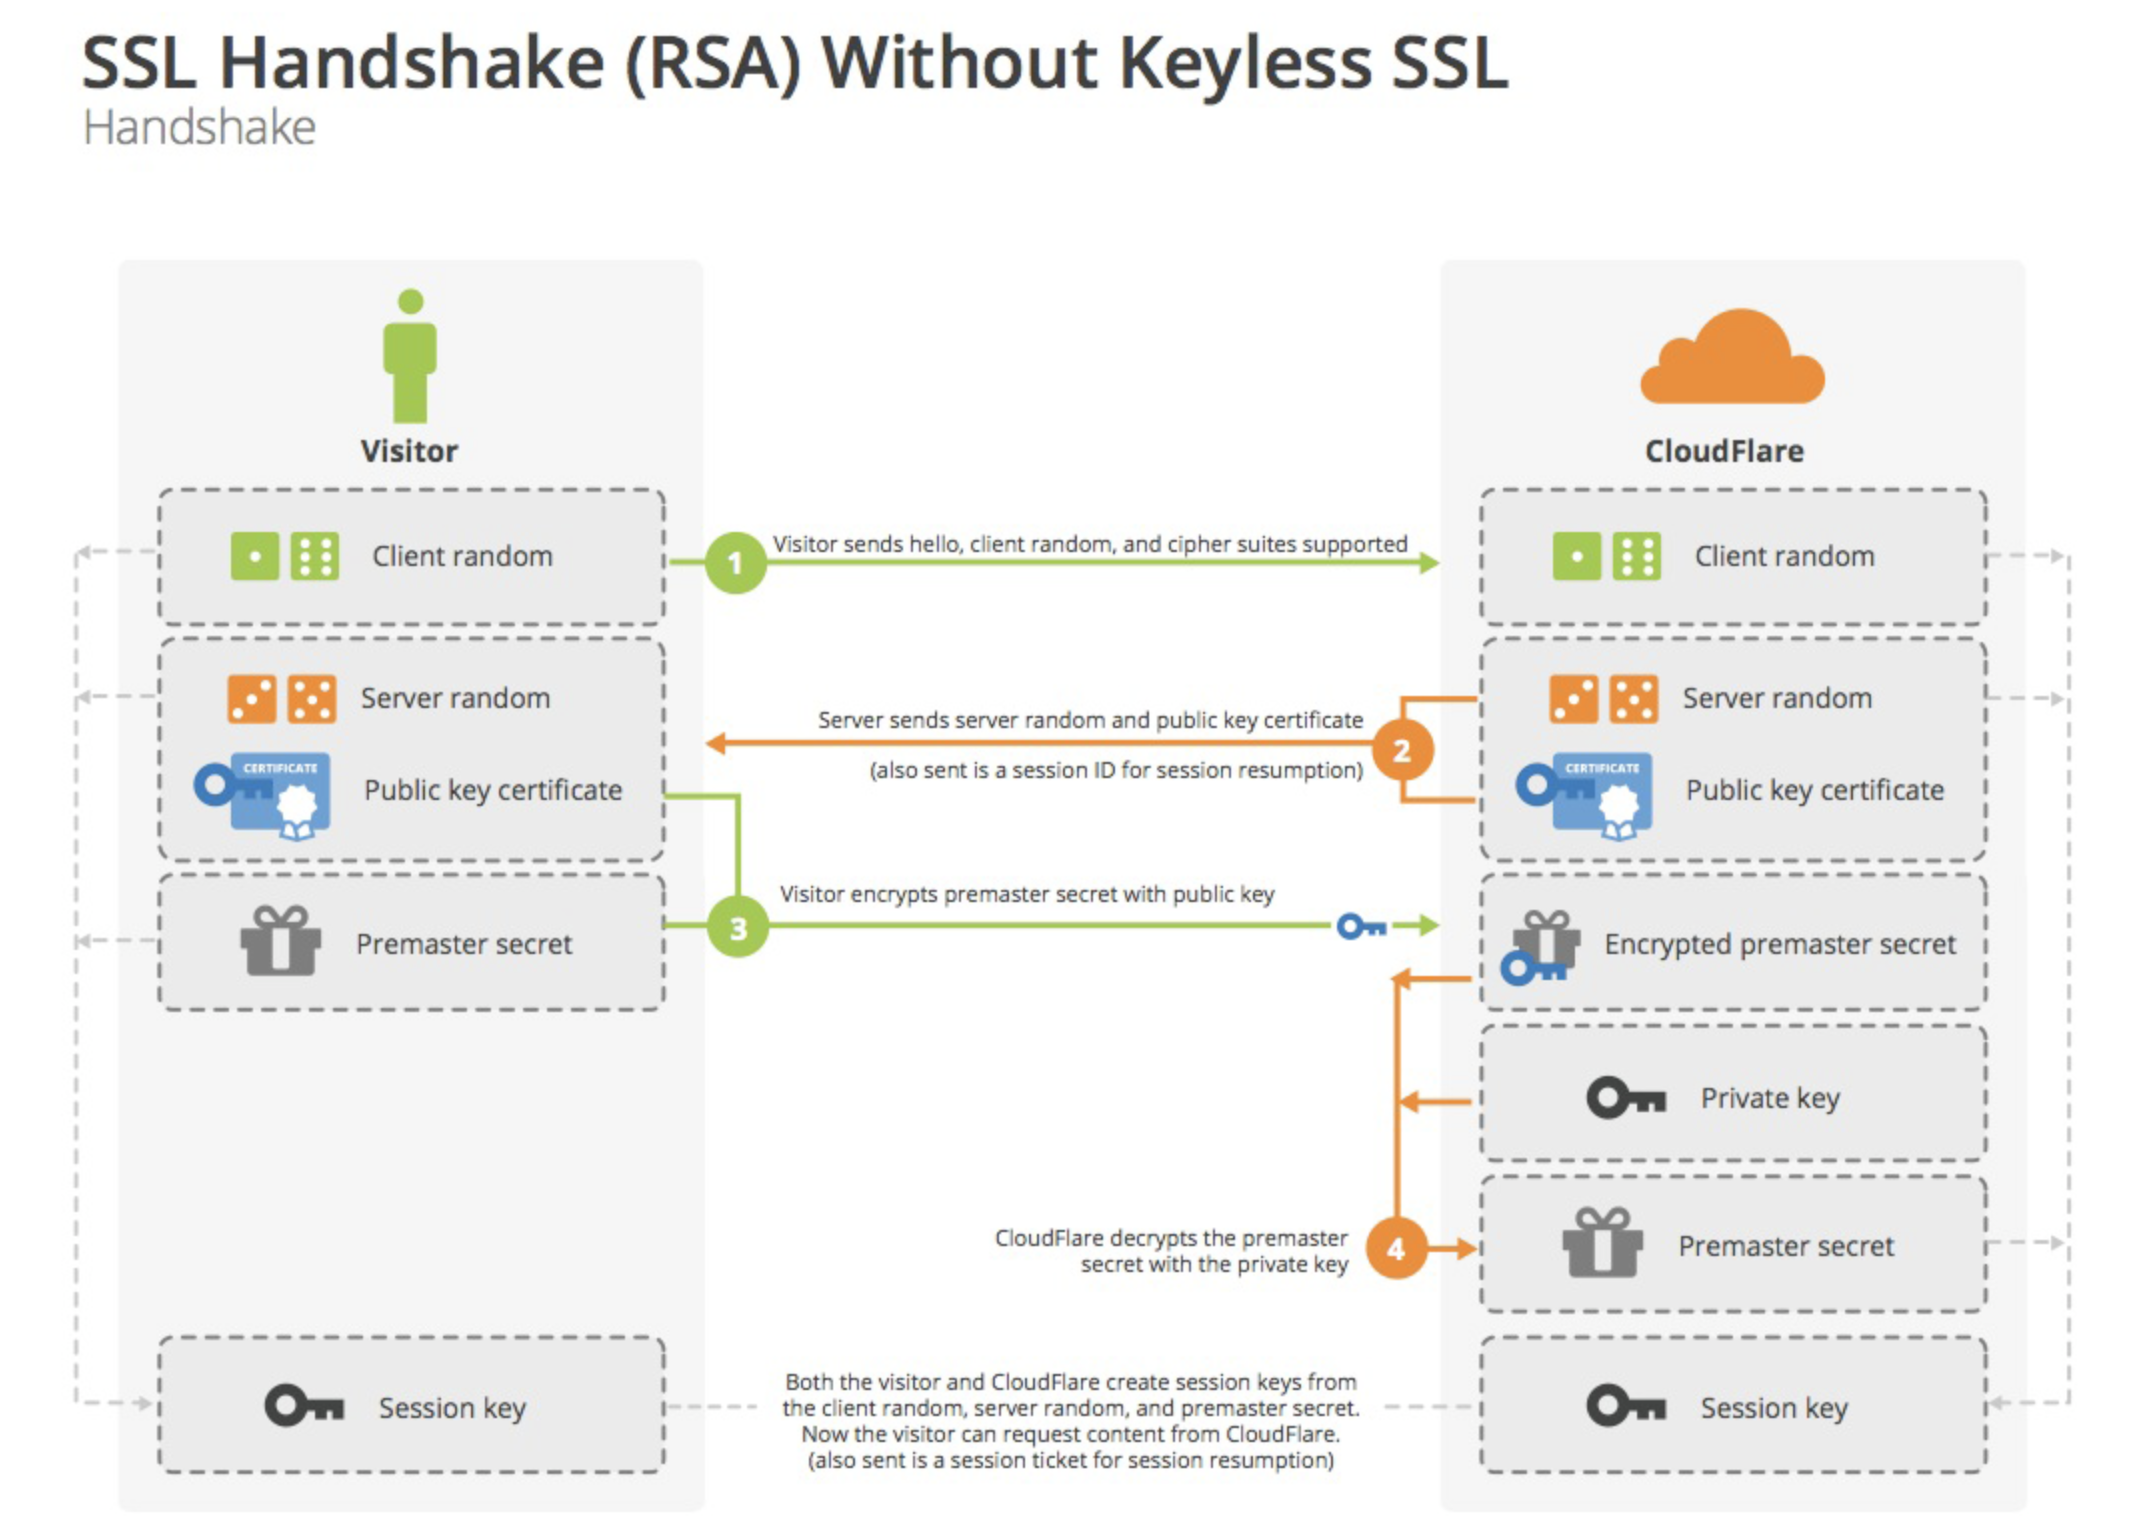 SSL Handshake (RSA) Without Keyless SSL
Handshake
Visitor
CloudFlare
Client random
1
Visitor sends hello, client random, and cipher suites supported
Client random
Server random
CERTIFICATE
Public key certificate
Server sends server random and public key certificate
(also sent is a session ID for session resumption)
2
Server random
CERTIFICATE
Public key certificate
Premaster secret
3
Visitor encrypts premaster secret with public key
Encrypted premaster secret
Private key
CloudFlare decrypts the premaster
secret with the private key
4
Premaster secret
Session key
Both the visitor and CloudFlare create session keys from
the client random, server random, and premaster secret.
Now the visitor can request content from CloudFlare.
(also sent is a session ticket for session resumption)
Session key